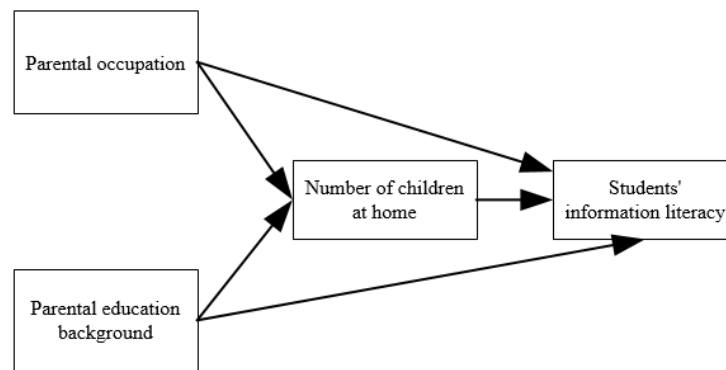 Parental occupation
Number of children
at home
Students'
information literacy
Parental education
background